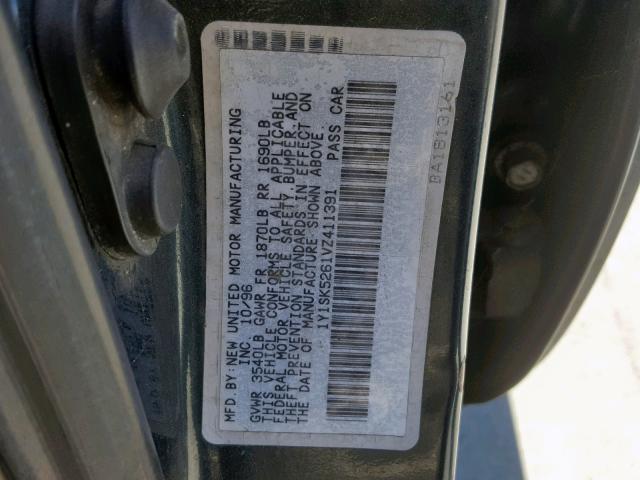 MFD.BY:NEW UNITED MOTOR MANUFACTURING
INC 10/96
GVWR 3540LB GAWR FR 1870LB RR 1690LB
THIS VEHICLE CONFORMS TO ALL APPLICABLE
FEDERAL MOTOR VEHICLE SAFETY, BUMPER, AND
THEFT PREVENTION STANDARDS IN EFFECT ON
THE DATE OF MANUFACTURE SHOWN ABOVE.
1Y1SK5261VZ411391 PASS CAR
BA1B13161